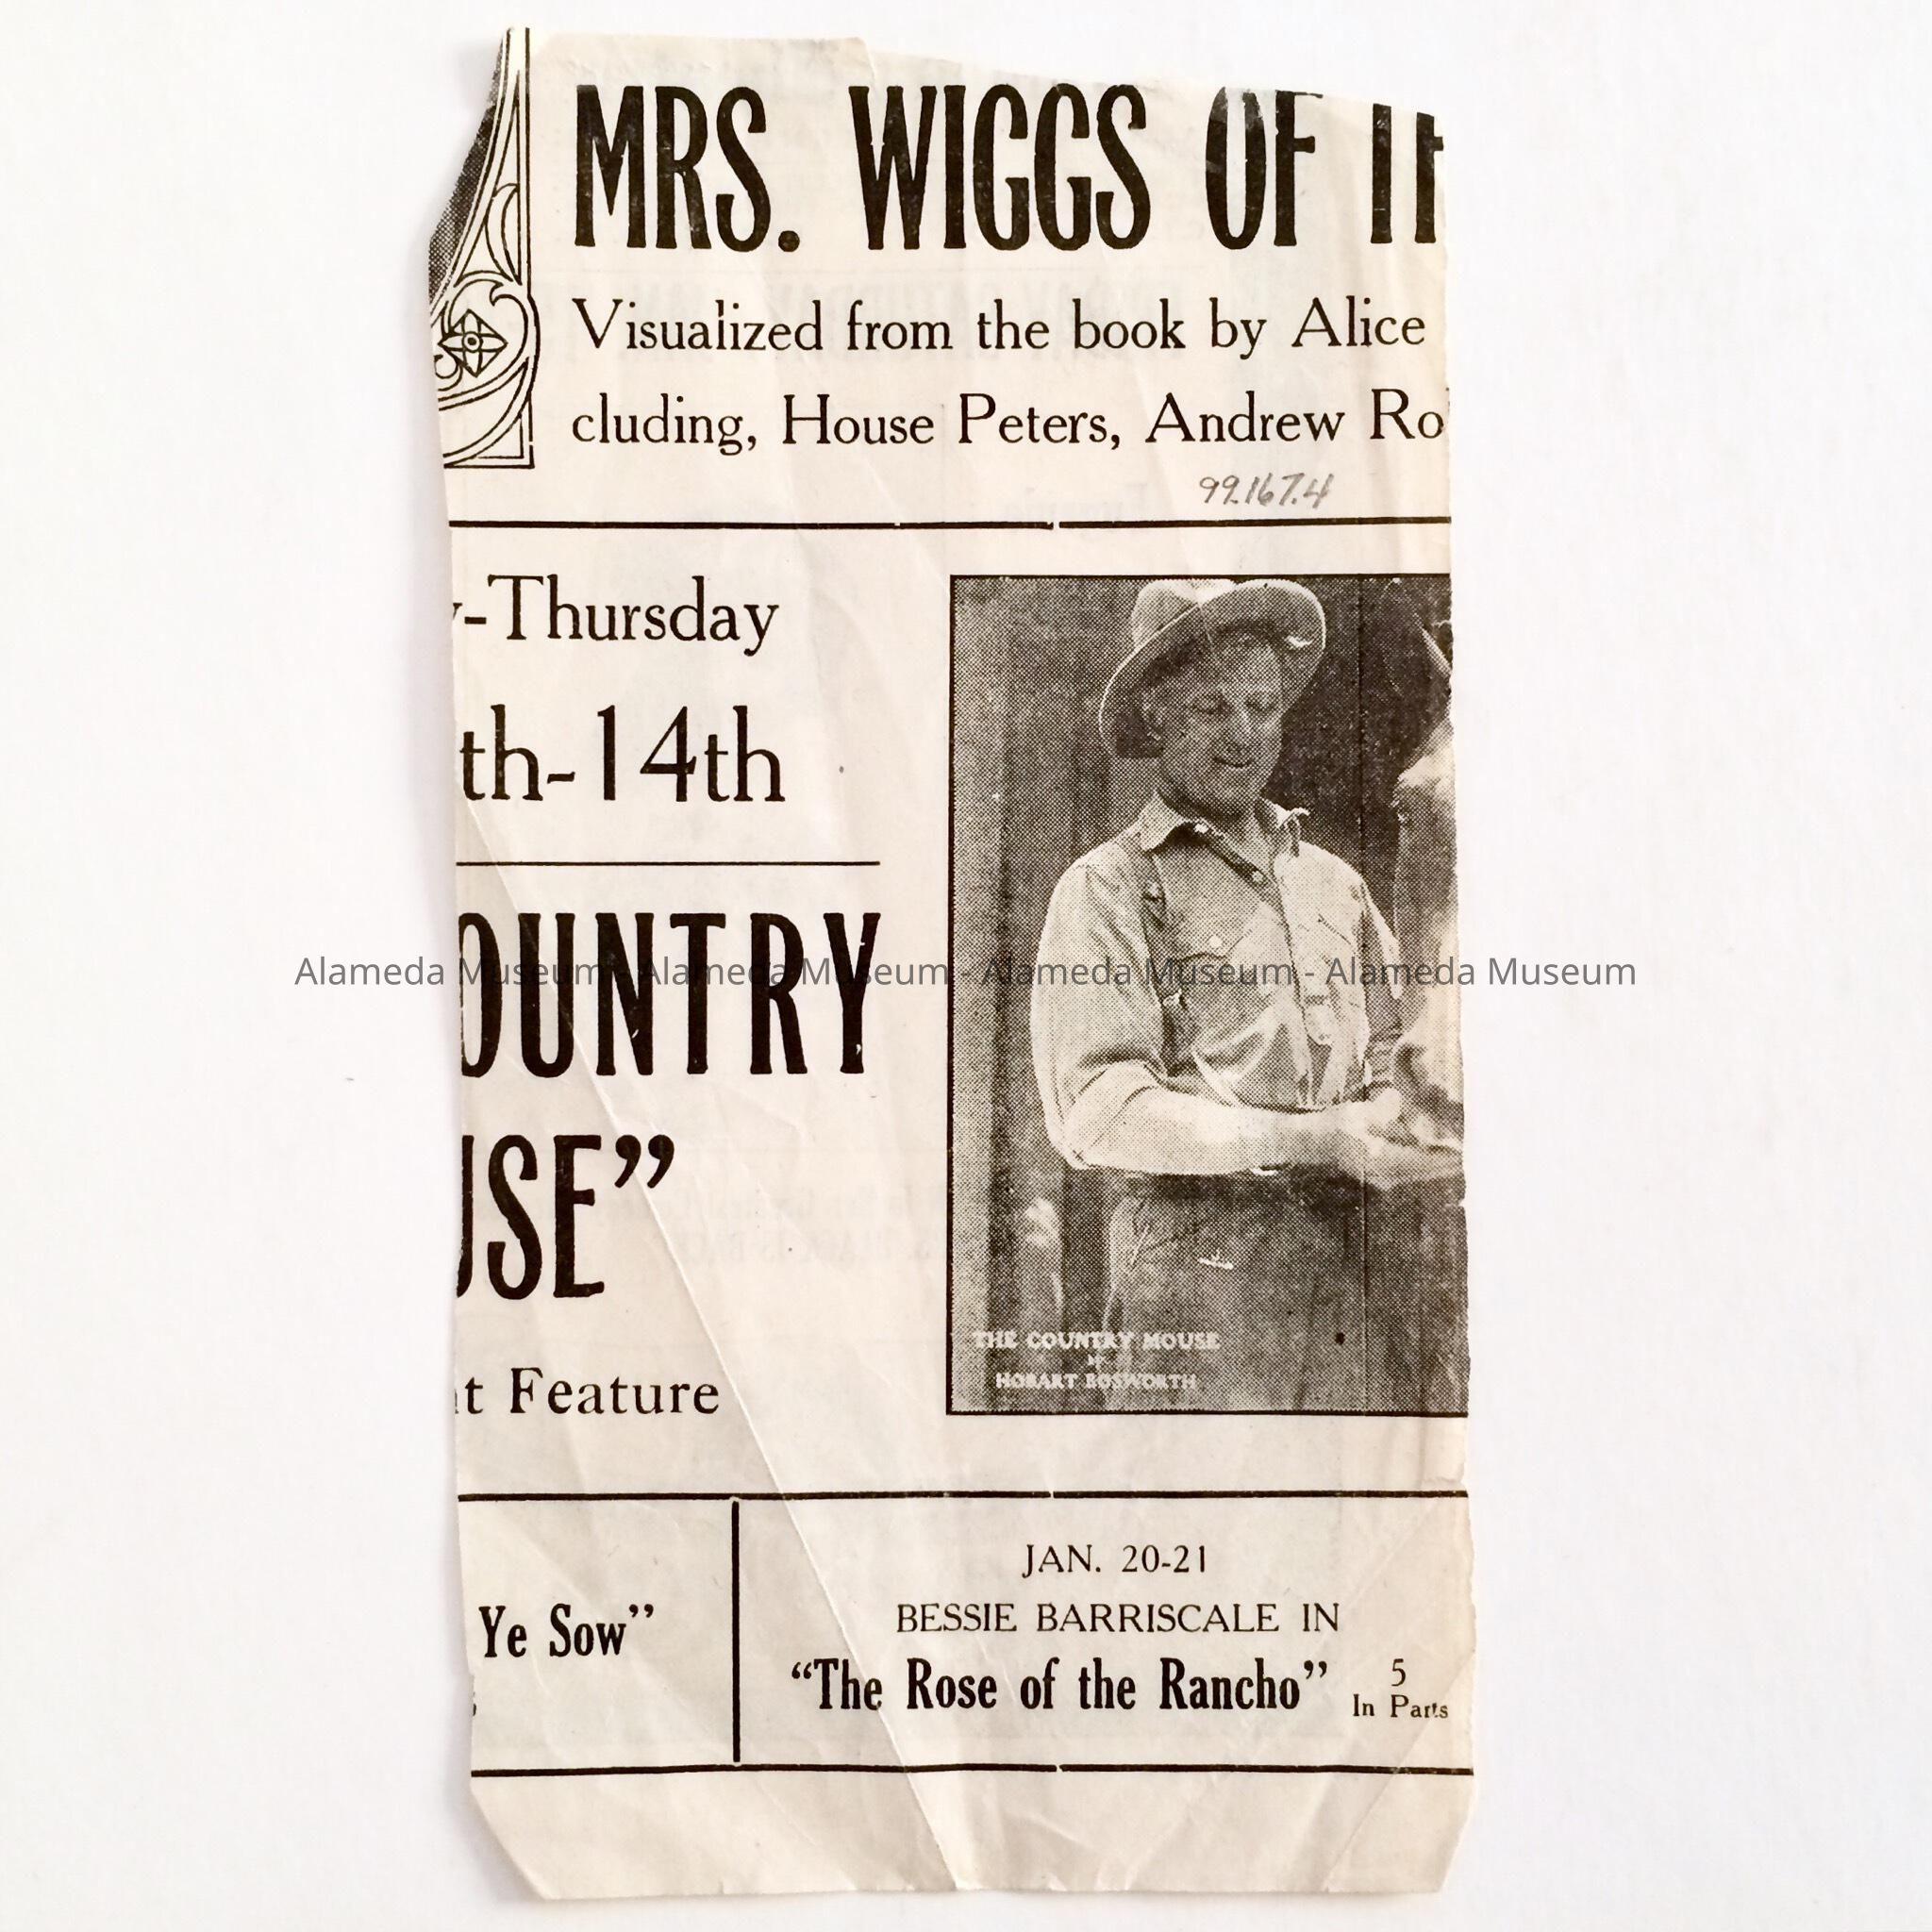 MRS. WIGGS OF TH
Visualized from the book by Alice
cluding, House Peters, Andrew Ro
99.167.4
y-Thursday
th-14th
OUNTRY
Alameda Museum - Alameda Museum - Alameda Museum - Alameda Museum
USE”
t Feature
THE COUNTRY MOUSE
BY
HOBART BOSWORTH
Ye Sow”
JAN. 20-21
BESSIE BARRISCALE IN
“The Rose of the Rancho” 5
In Parts